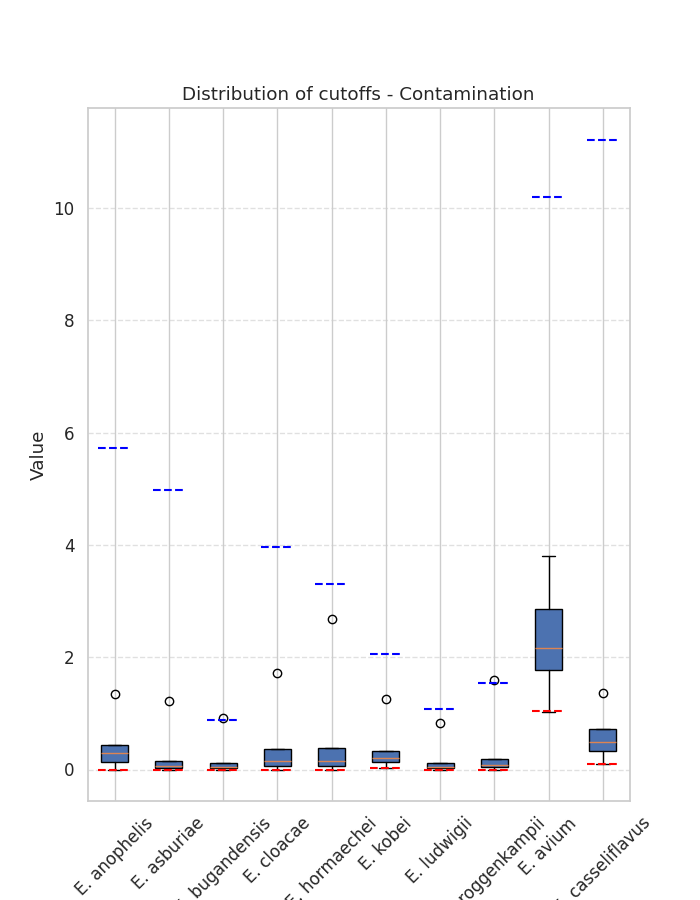 Distribution of cutoffs - Contamination
Value
10
8
6
4
2
0
E. anophelis
E. asburiae
bugandensis
E. cloacae
E. hormaechei
E. kobei
E. ludwigii
roggenkampii
E. avium
casseliflavus